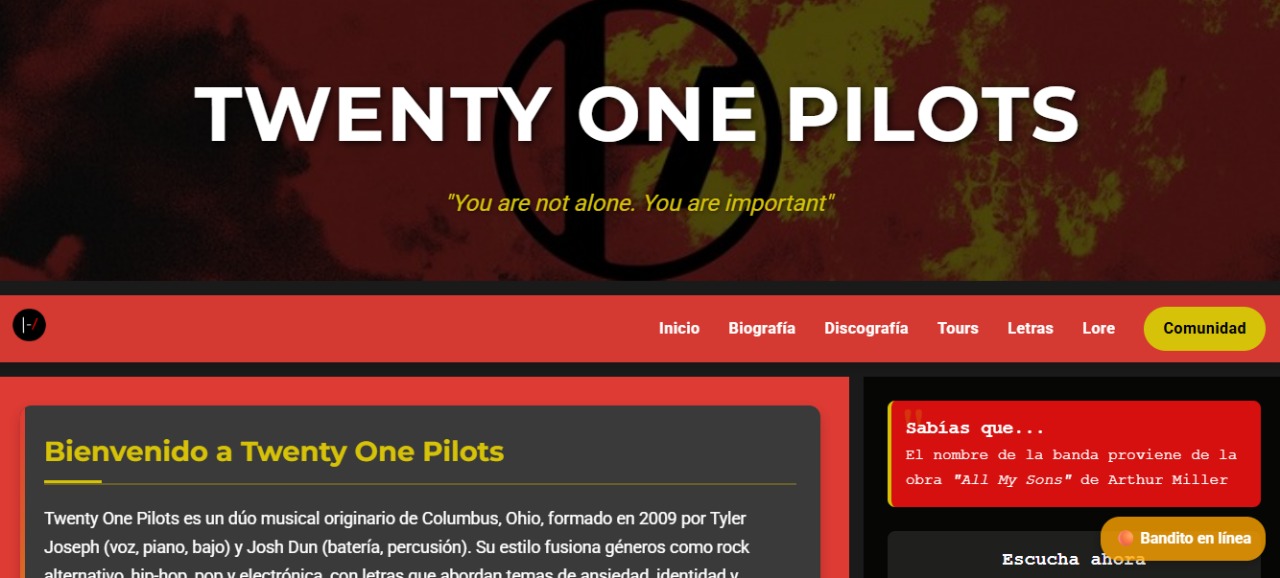 TWENTY ONE PILOTS
"You are not alone. You are important"
|-/
Inicio Biografía Discografía Tours Letras Lore Comunidad
Bienvenido a Twenty One Pilots
Twenty One Pilots es un dúo musical originario de Columbus, Ohio, formado en 2009 por Tyler
Joseph (voz, piano, bajo) y Josh Dun (batería, percusión). Su estilo fusiona géneros como rock
alternativo, hip-hop, pop y electrónica, con letras que abordan temas de ansiedad, identidad y
"
Sabías que...
El nombre de la banda proviene de la
obra "All My Sons" de Arthur Miller
Escucha ahora
Bandito en línea